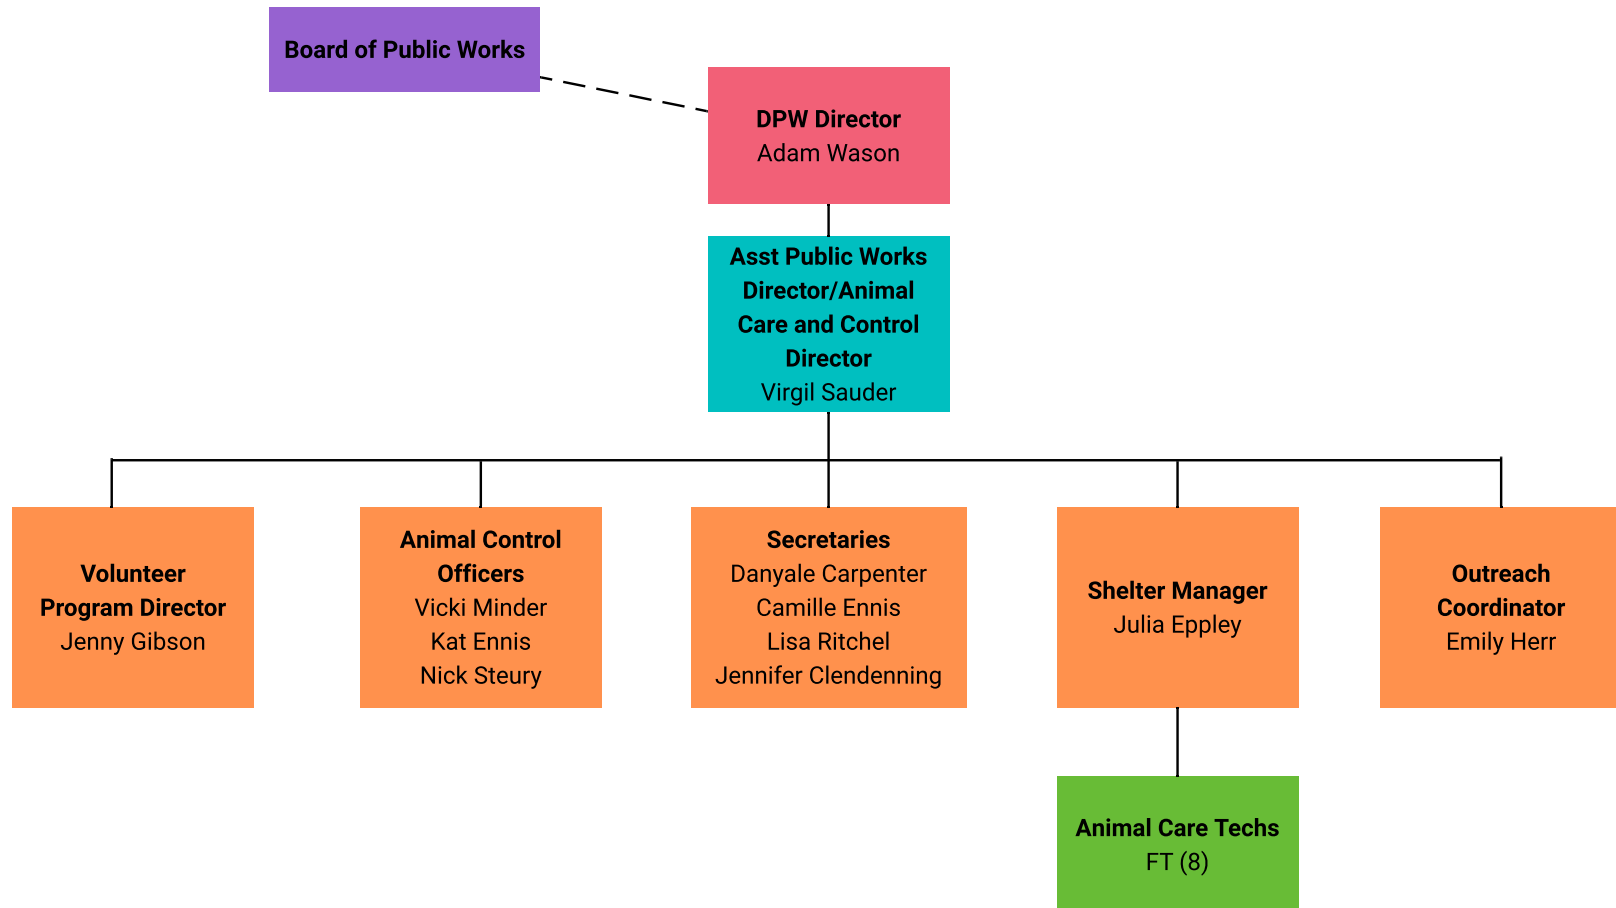 Board of Public Works
DPW Director
Adam Wason
Asst Public Works
Director/Animal
Care and Control
Director
Virgil Sauder
Volunteer
Program Director
Jenny Gibson
Animal Control
Officers
Vicki Minder
Kat Ennis
Nick Steury
Secretaries
Danyale Carpenter
Camille Ennis
Lisa Ritchel
Jennifer Clendenning
Shelter Manager
Julia Eppley
Outreach
Coordinator
Emily Herr
Animal Care Techs
FT (8)